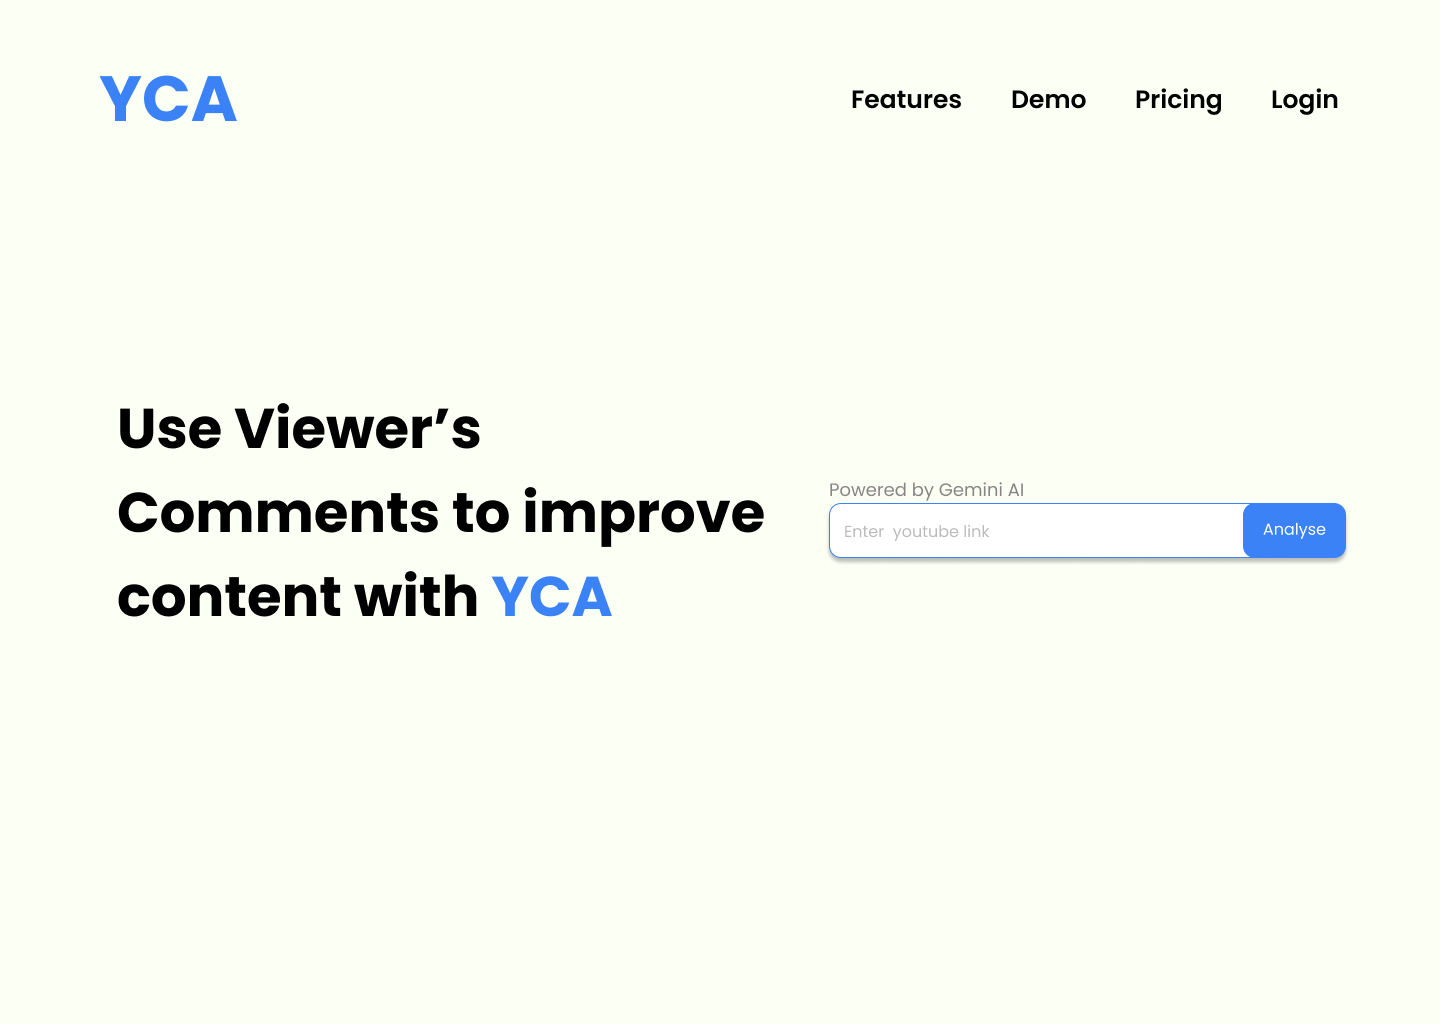 YCA
Features Demo Pricing Login
Use Viewer’s
Comments to improve
content with YCA
Powered by Gemini AI
Enter  youtube link
Analyse